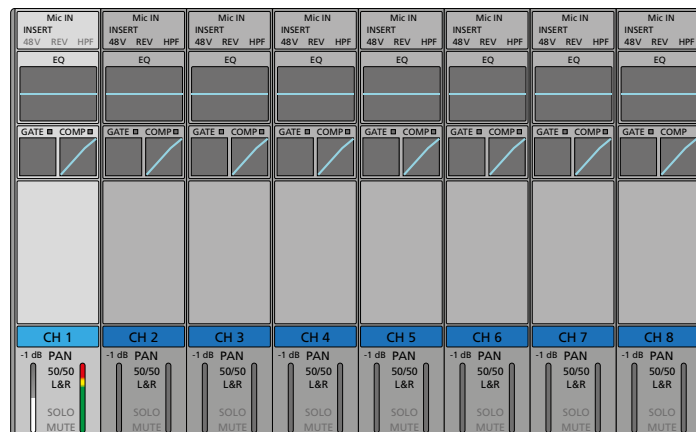 Mic IN Mic IN Mic IN Mic IN Mic IN Mic IN Mic IN Mic IN
INSERT INSERT INSERT INSERT INSERT INSERT INSERT INSERT
48V REV HPF 48V REV HPF 48V REV HPF 48V REV HPF 48V REV HPF 48V REV HPF 48V REV HPF 48V REV HPF
EQ EQ EQ EQ EQ EQ EQ EQ
GATE COMP GATE COMP GATE COMP GATE COMP GATE COMP GATE COMP GATE COMP GATE COMP
CH 1 CH 2 CH 3 CH 4 CH 5 CH 6 CH 7 CH 8
-1 dB PAN -1 dB PAN -1 dB PAN -1 dB PAN -1 dB PAN -1 dB PAN -1 dB PAN -1 dB PAN
50/50 50/50 50/50 50/50 50/50 50/50 50/50 50/50
L&R L&R L&R L&R L&R L&R L&R L&R
SOLO SOLO SOLO SOLO SOLO SOLO SOLO SOLO
MUTE MUTE MUTE MUTE MUTE MUTE MUTE MUTE